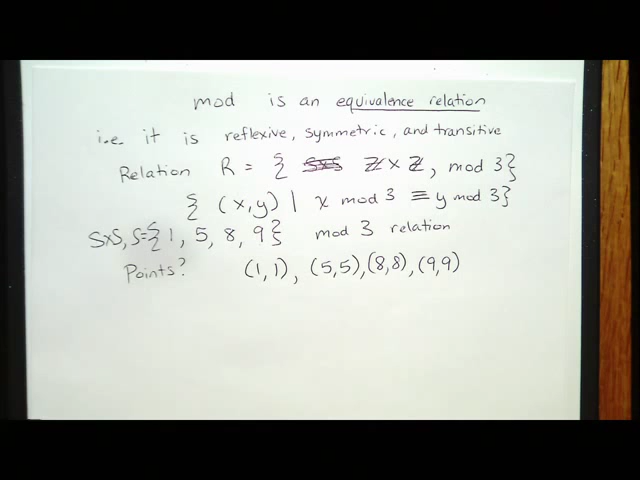 mod is an equivalence relation
i.e. it is reflexive, symmetric, and transitive
Relation R = { S×S ℤ × ℤ, mod 3}
{ (x,y) | x mod 3 ≡ y mod 3}
S×S, S={1, 5, 8, 9} mod 3 relation
Points? (1,1), (5,5),(8,8),(9,9)